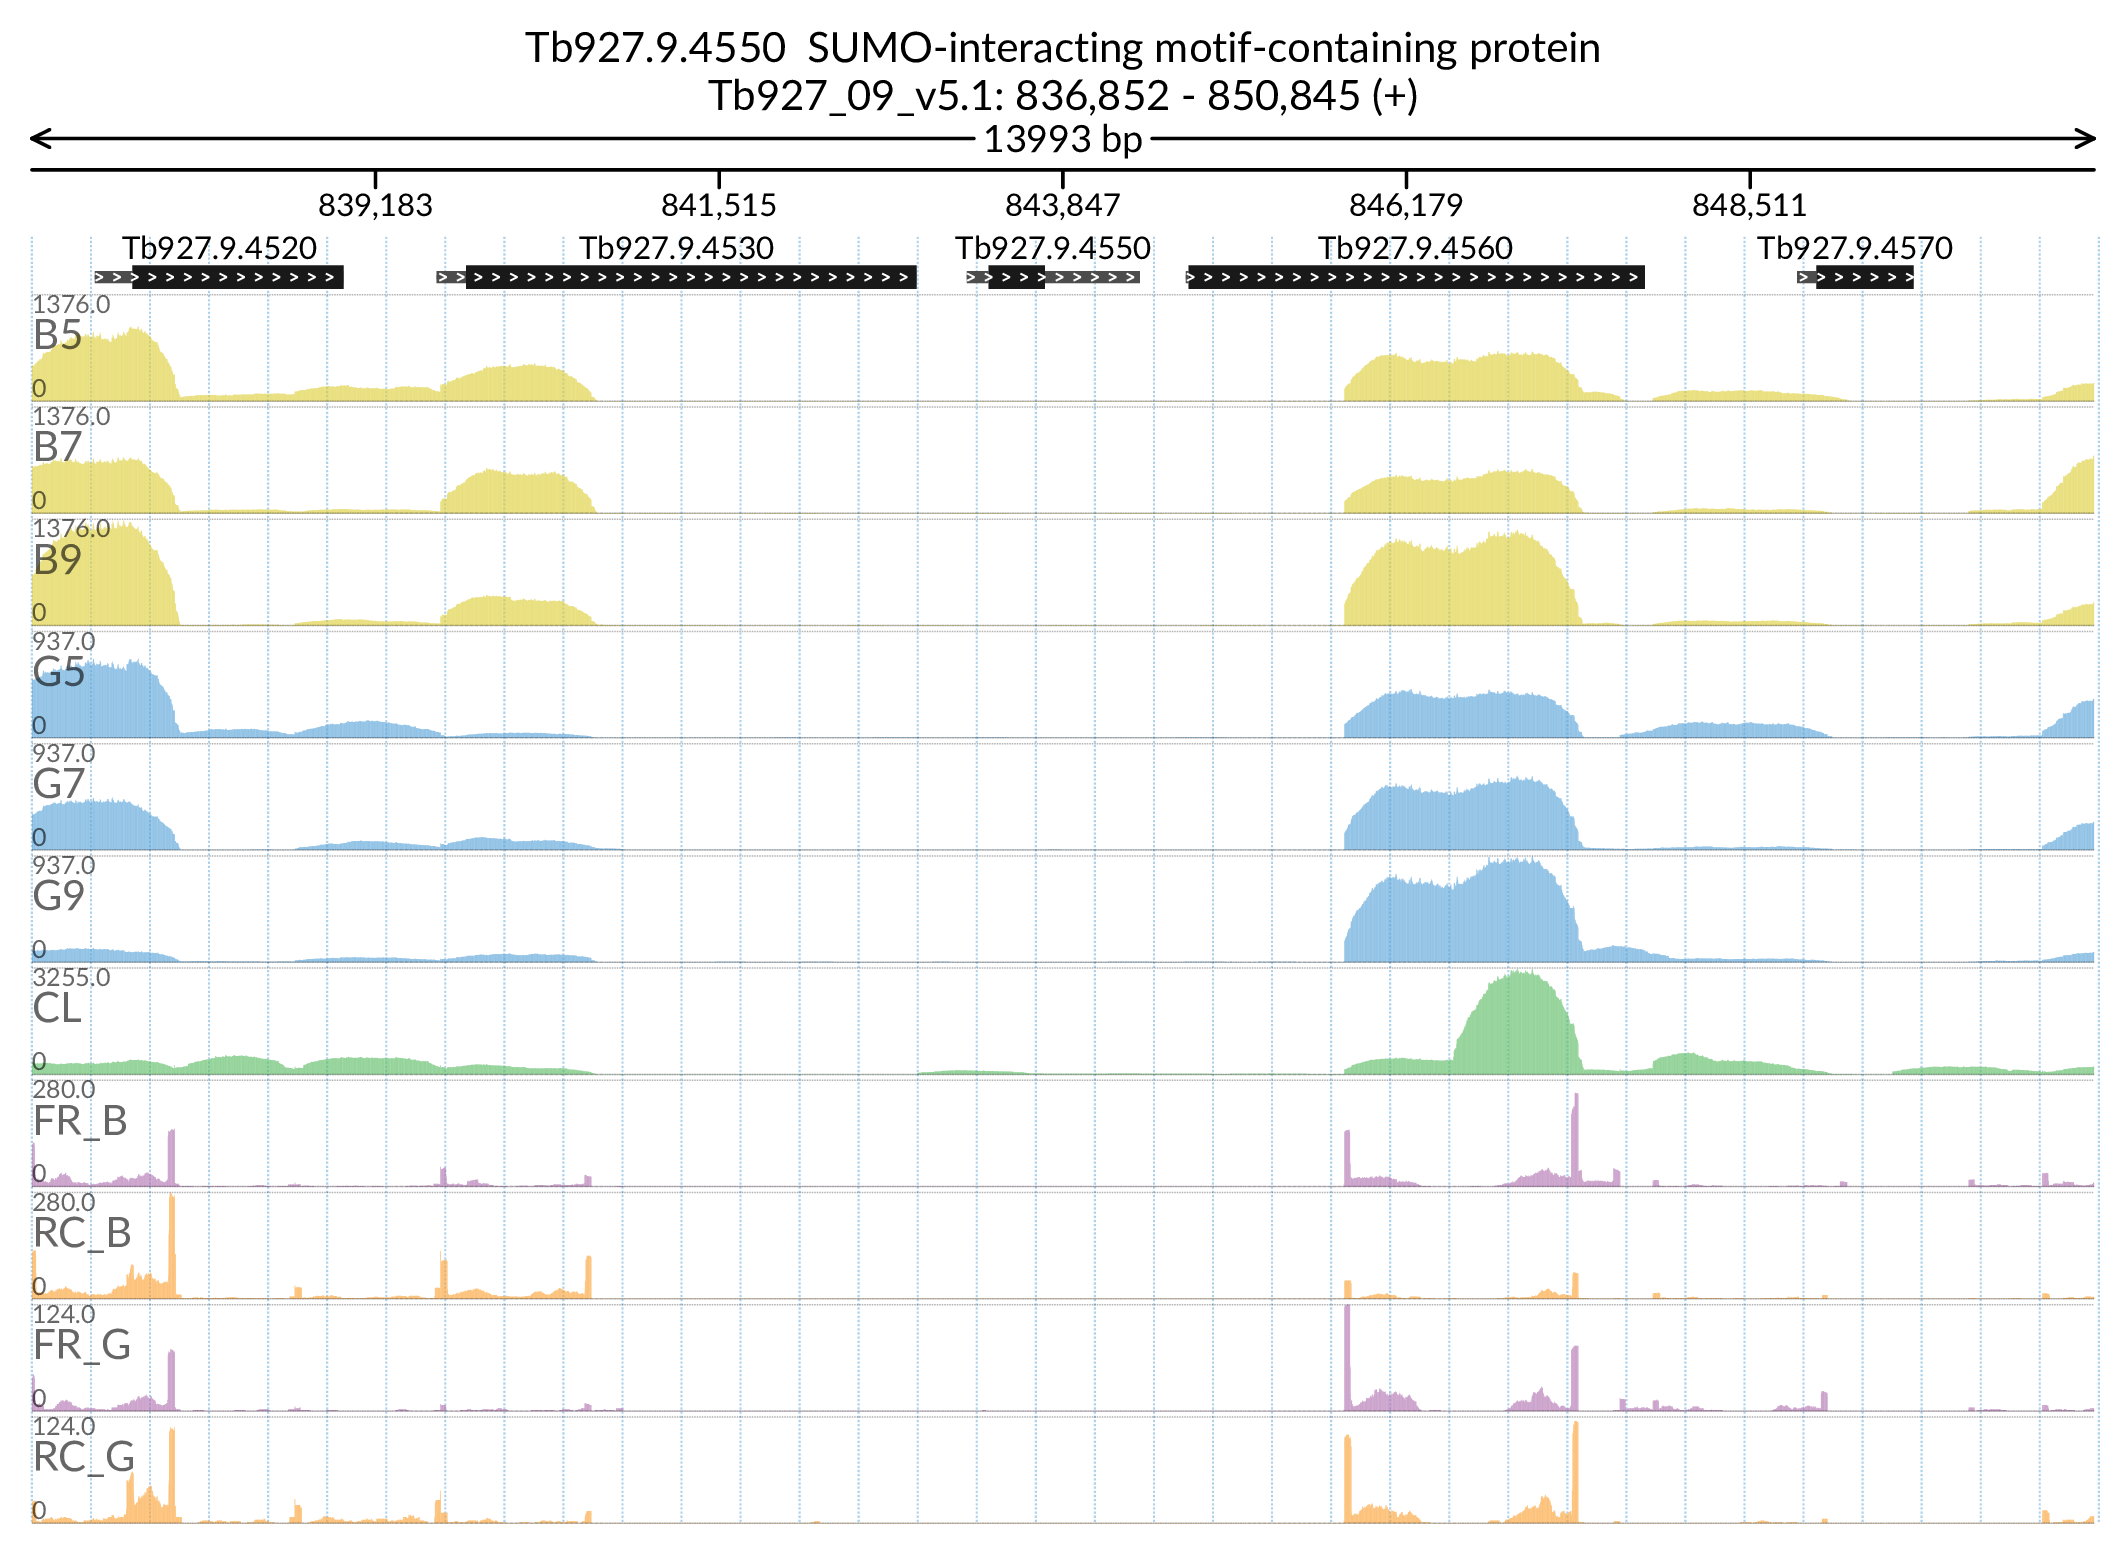 Tb927.9.4550  SUMO-interacting motif-containing protein
Tb927_09_v5.1: 836,852 - 850,845 (+)
13993 bp
839,183 841,515 843,847 846,179 848,511
Tb927.9.4520 Tb927.9.4530 Tb927.9.4550 Tb927.9.4560 Tb927.9.4570
1376.0
B5
0
1376.0
B7
0
1376.0
B9
0
937.0
G5
0
937.0
G7
0
937.0
G9
0
3255.0
CL
0
280.0
FR_B
0
280.0
RC_B
0
124.0
FR_G
0
124.0
RC_G
0